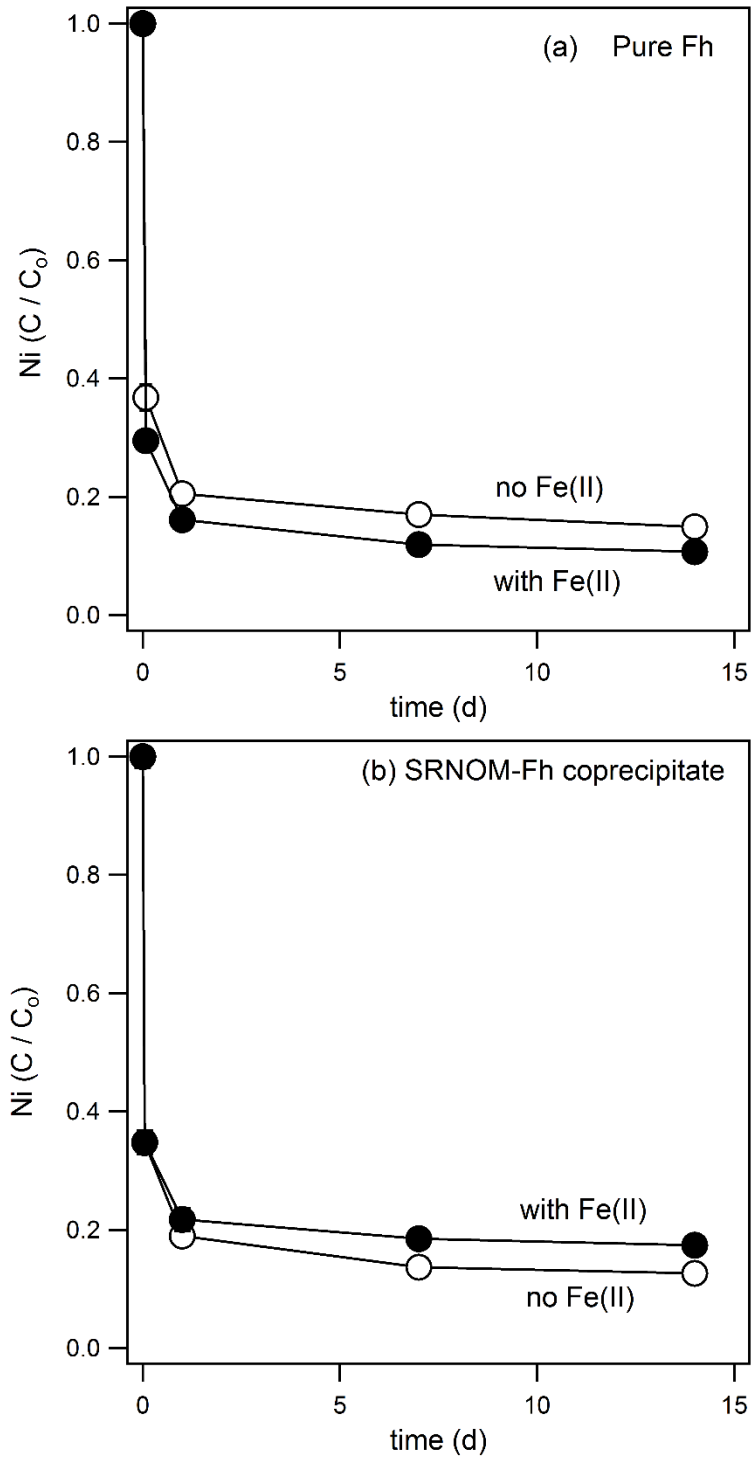 (a) Pure Fh
1.0
0.8
0.6
0.4
0.2
0.0
Ni (C / Co)
no Fe(II)
with Fe(II)
0 5 10 15
time (d)
(b) SRNOM-Fh coprecipitate
1.0
0.8
0.6
0.4
0.2
0.0
Ni (C / Co)
with Fe(II)
no Fe(II)
0 5 10 15
time (d)